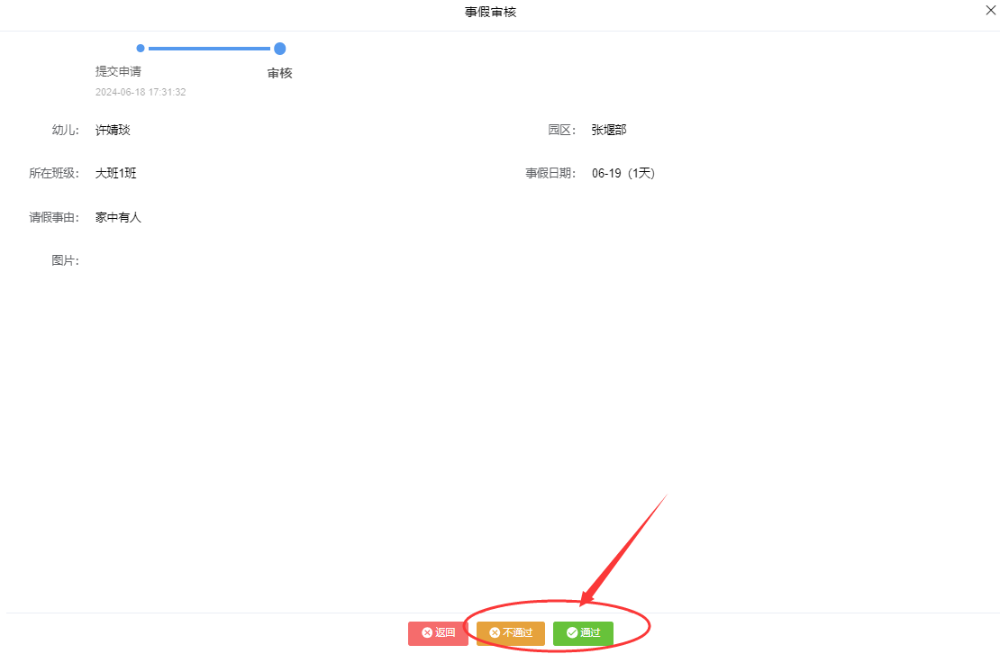 事假审核
提交申请
审核
2024-06-18 17:31:32
幼儿： 许婧琰
园区： 张堰部
所在班级： 大班1班
事假日期： 06-19（1天）
请假事由： 家中有人
图片：
返回 不通过 通过